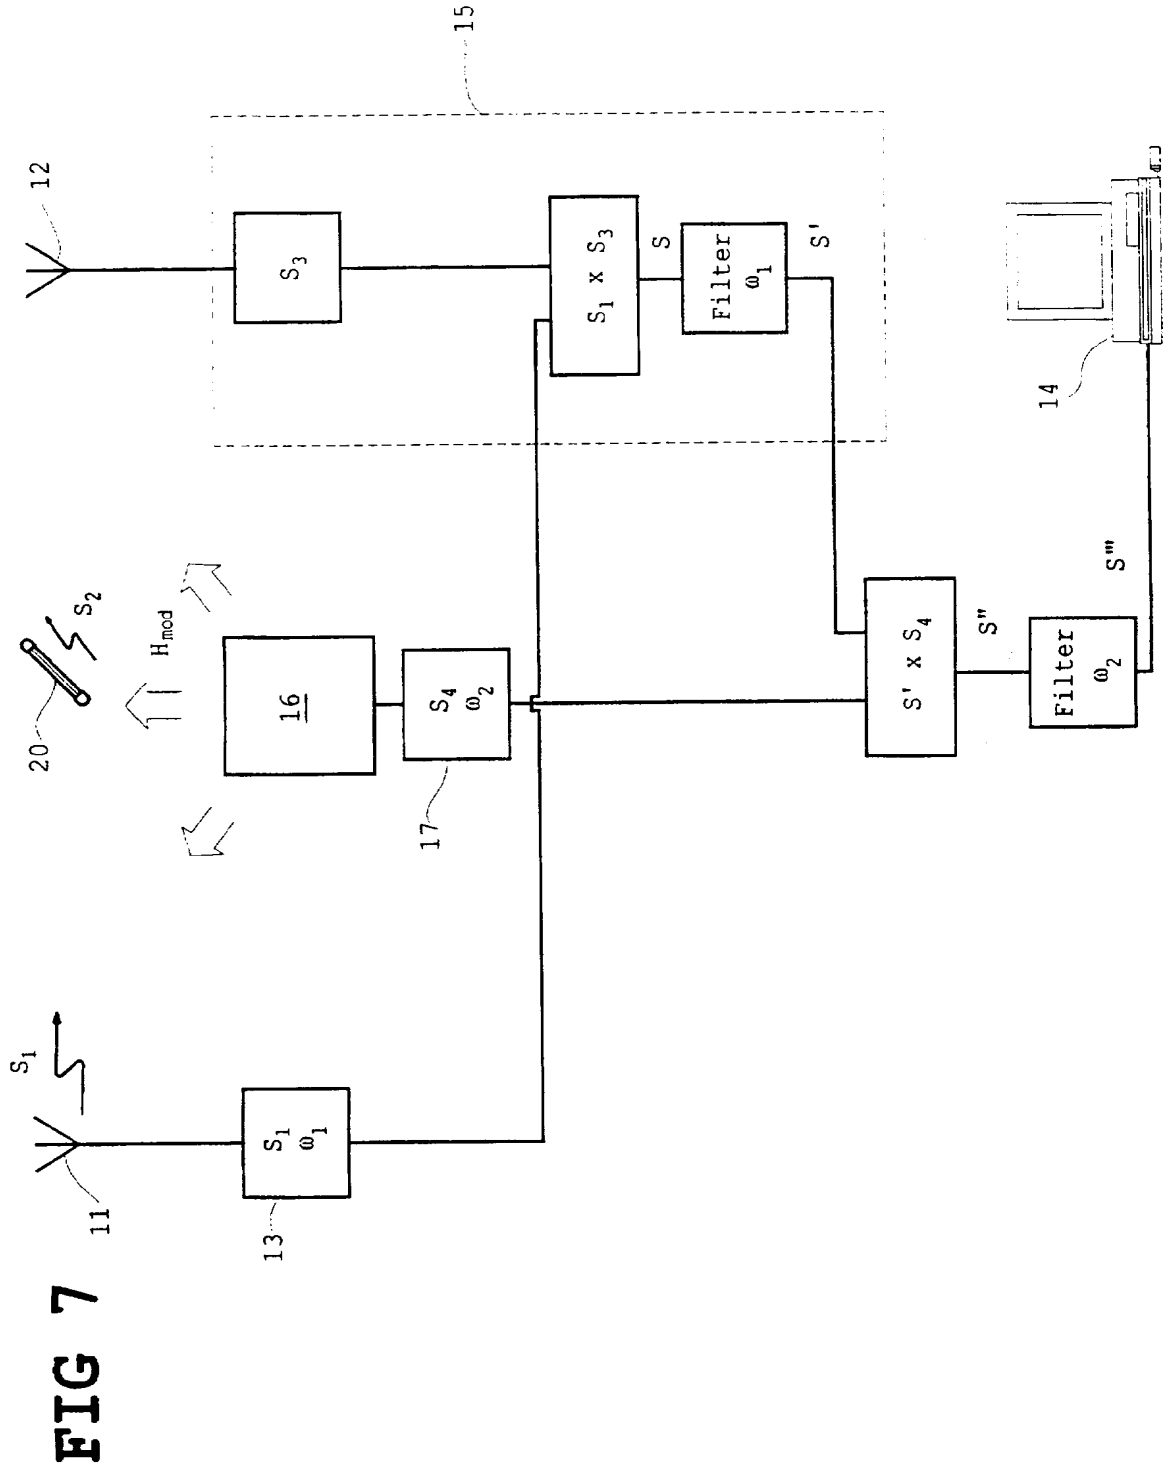 FIG 7
11
S₁
13
S₁
ω₁
20
S₂
H_mod
16
17
S₄
ω₂
12
15
S₃
S₁ x S₃
S
Filter
ω₁
S'
S' x S₄
S"
Filter
ω₂
S'''
14